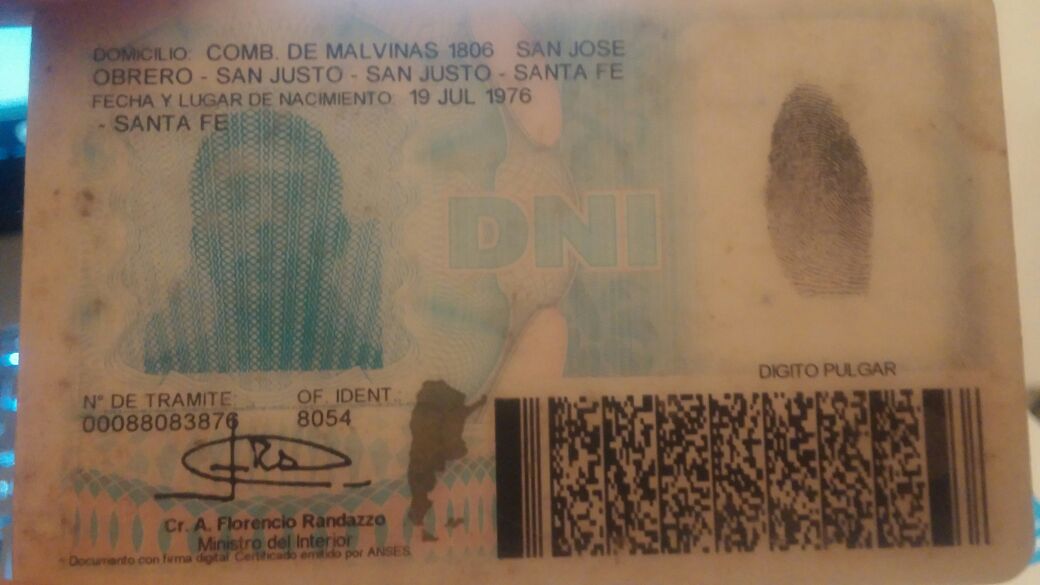 DOMICILIO: COMB. DE MALVINAS 1806 SAN JOSE
OBRERO - SAN JUSTO - SAN JUSTO - SANTA FE
FECHA Y LUGAR DE NACIMIENTO: 19 JUL 1976
- SANTA FE
DNI
DIGITO PULGAR
N° DE TRAMITE: OF. IDENT.:
00088083876 8054
Cr. A. Florencio Randazzo
Ministro del Interior
- Documento con firma digital. Certificado emitido por ANSES